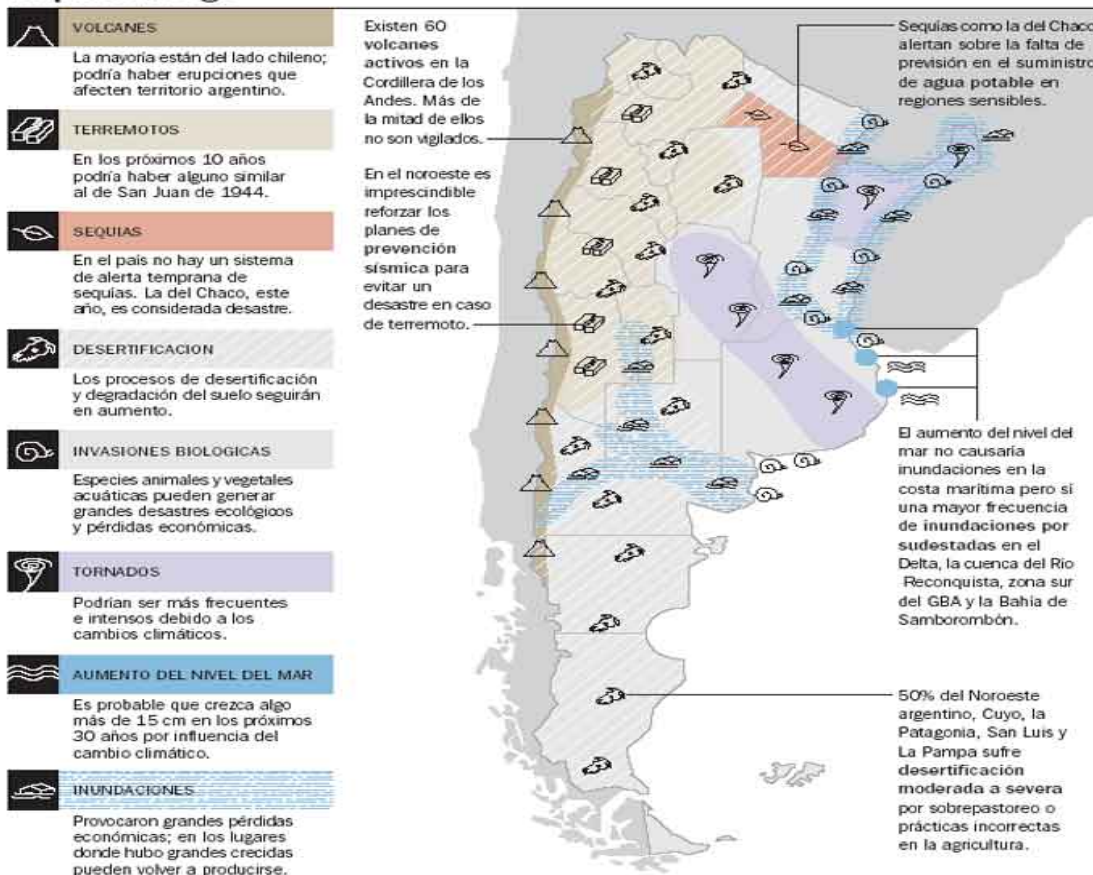 VOLCANES
La mayoría están del lado chileno;
podría haber erupciones que
afecten territorio argentino.
TERREMOTOS
En los próximos 10 años
podría haber alguno similar
al de San Juan de 1944.
SEQUIAS
En el país no hay un sistema
de alerta temprana de
sequías. La del Chaco, este
año, es considerada desastre.
DESERTIFICACION
Los procesos de desertificación
y degradación del suelo seguirán
en aumento.
INVASIONES BIOLOGICAS
Especies animales y vegetales
acuáticas pueden generar
grandes desastres ecológicos
y pérdidas económicas.
TORNADOS
Podrían ser más frecuentes
e intensos debido a los
cambios climáticos.
AUMENTO DEL NIVEL DEL MAR
Es probable que crezca algo
más de 15 cm en los próximos
30 años por influencia del
cambio climático.
INUNDACIONES
Provocaron grandes pérdidas
económicas; en los lugares
donde hubo grandes crecidas
pueden volver a producirse.
Existen 60
volcanes
activos en la
Cordillera de los
Andes. Más de
la mitad de ellos
no son vigilados.
En el noroeste es
imprescindible
reforzar los
planes de
prevención
sísmica para
evitar un
desastre en caso
de terremoto.
Sequías como la del Chaco
alertan sobre la falta de
previsión en el suministro
de agua potable en
regiones sensibles.
El aumento del nivel del
mar no causaría
inundaciones en la
costa marítima pero sí
una mayor frecuencia
de inundaciones por
sudestadas en el
Delta, la cuenca del Río
Reconquista, zona sur
del GBA y la Bahía de
Samborombón.
50% del Noroeste
argentino, Cuyo, la
Patagonia, San Luis y
La Pampa sufre
desertificación
moderada a severa
por sobrepastoreo o
prácticas incorrectas
en la agricultura.